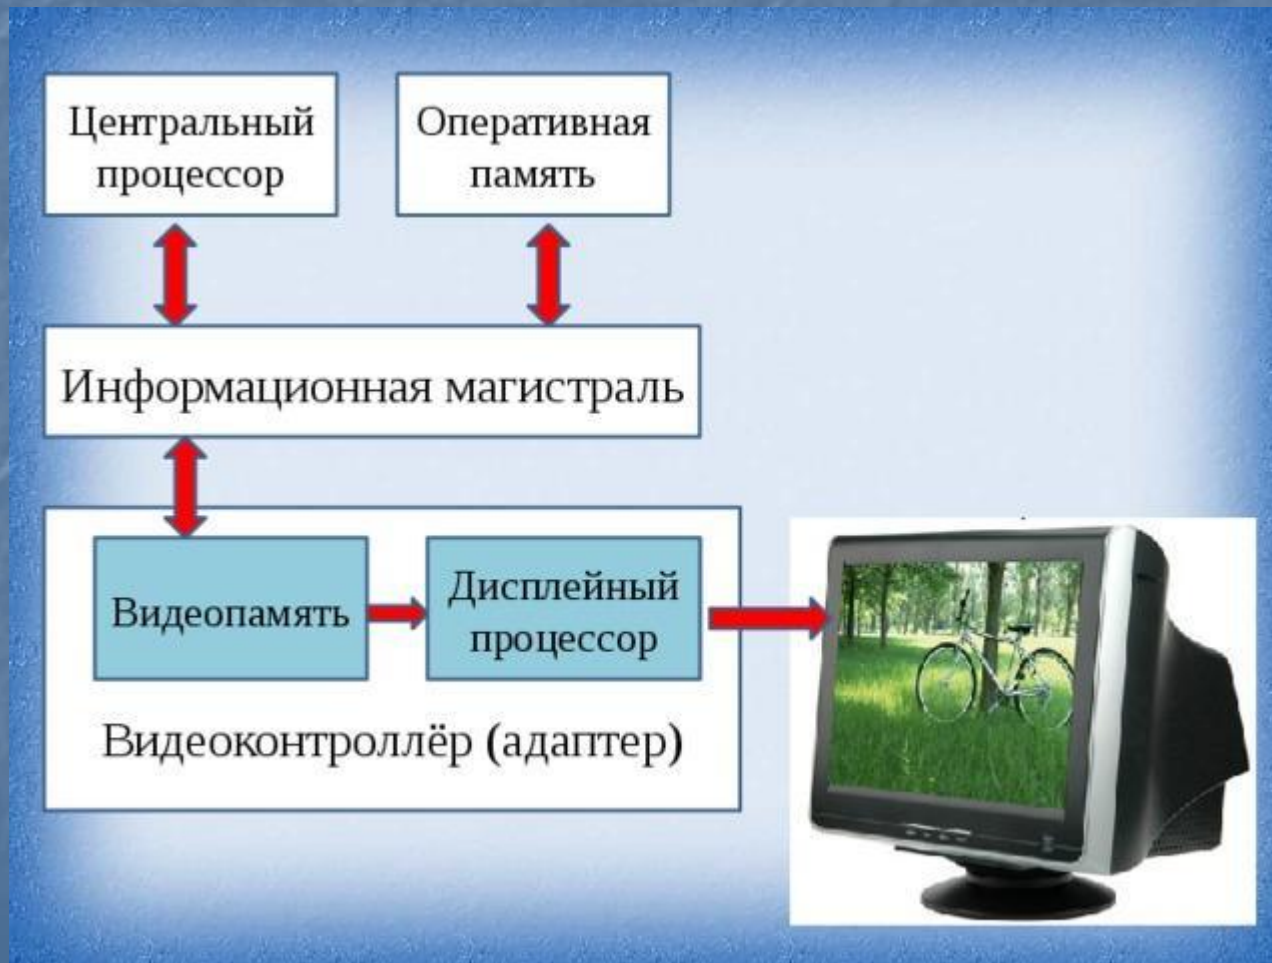 Центральный
процессор
Оперативная
память
Информационная магистраль
Видеопамять
Дисплейный
процессор
Видеоконтроллёр (адаптер)